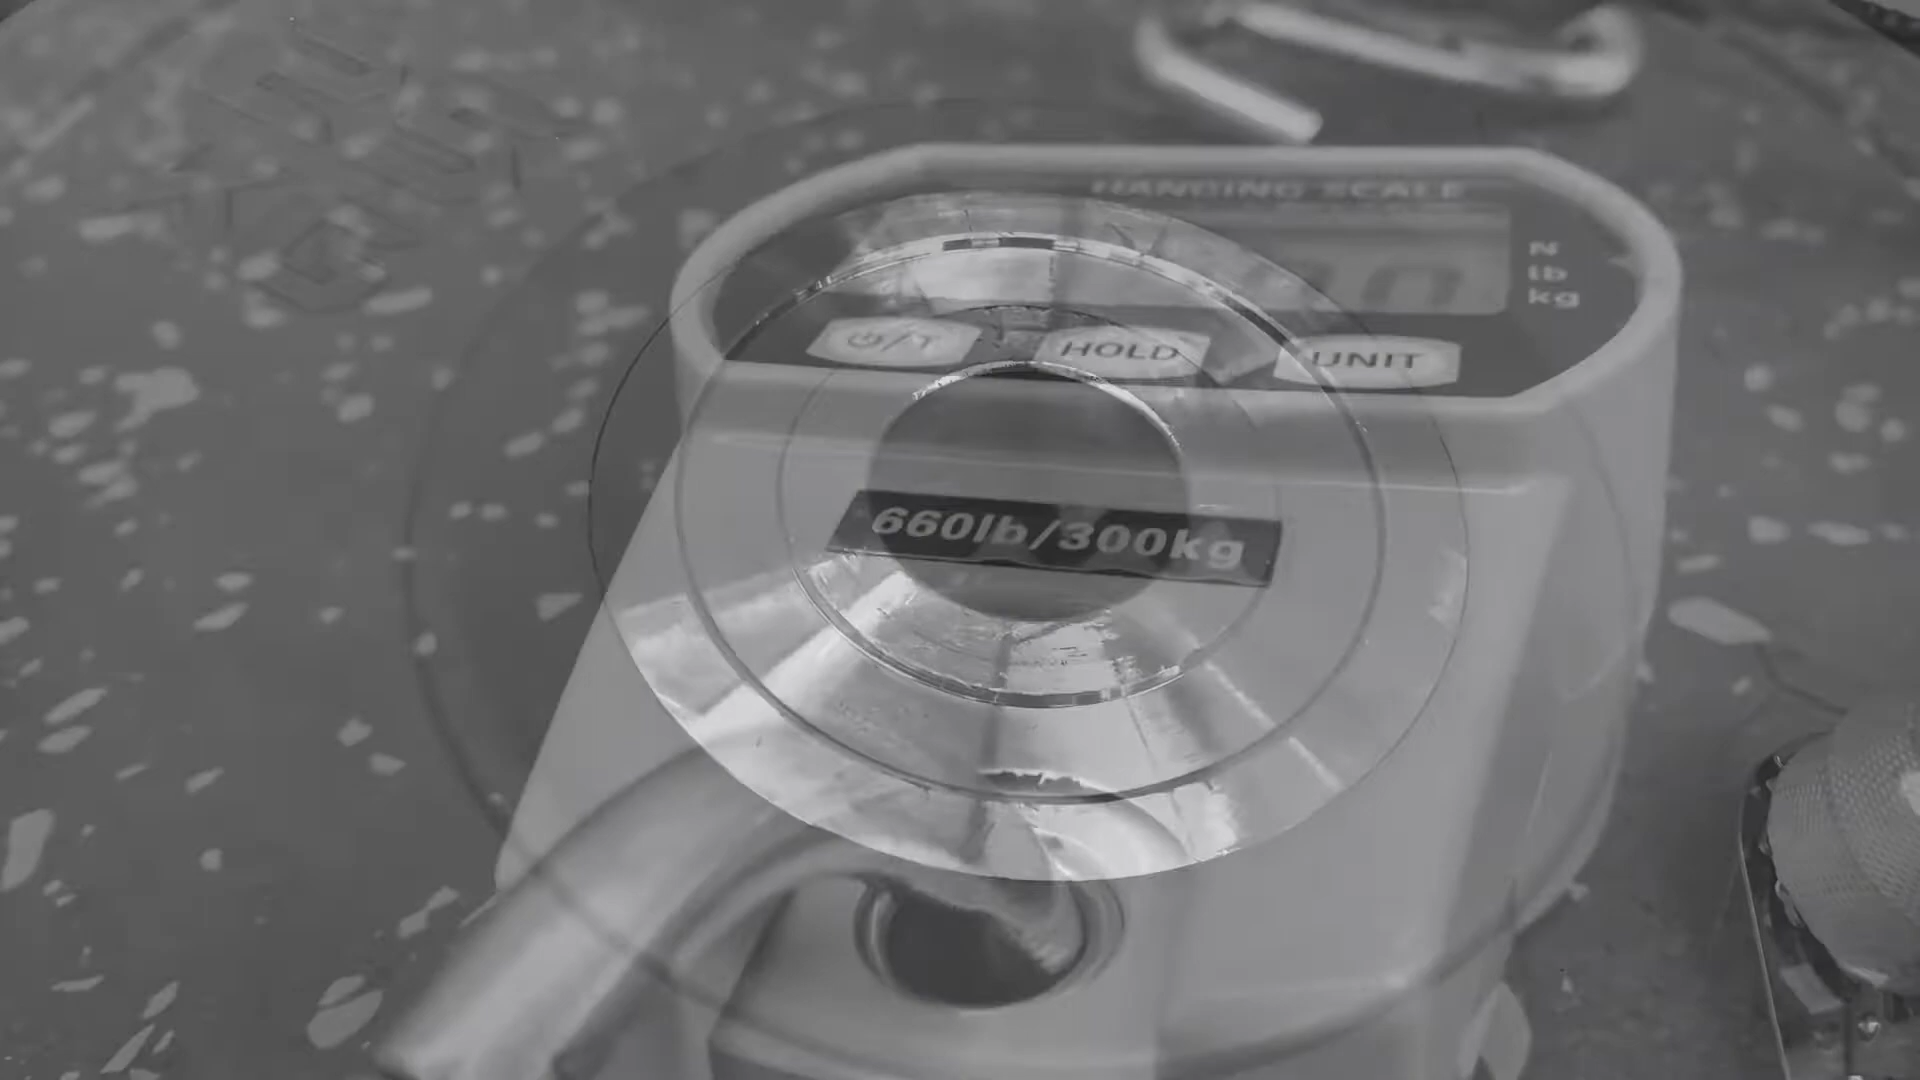 HANGING SCALE
N
lb
kg
⏻/T HOLD UNIT
660lb/300kg